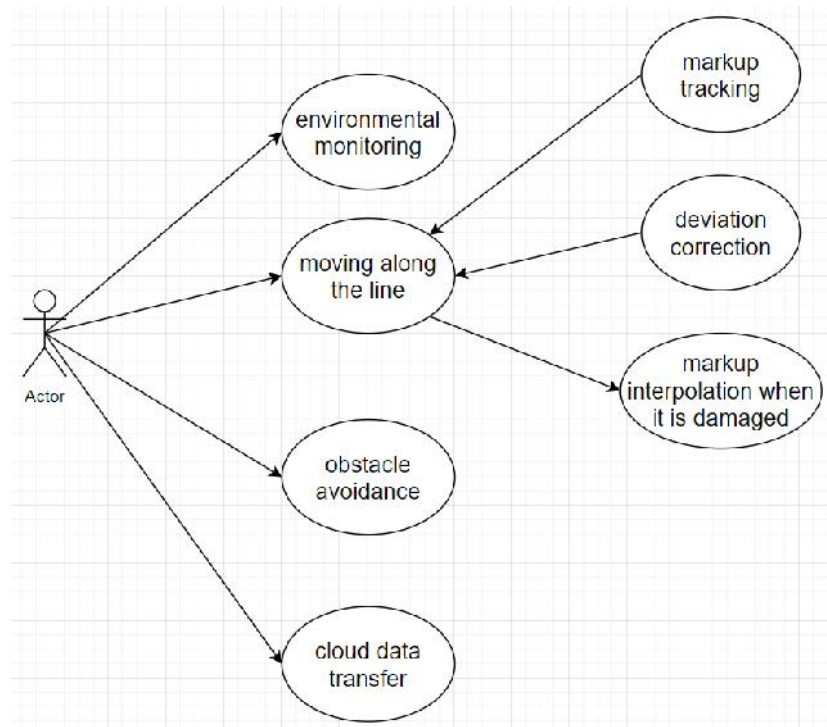 environmental
monitoring
moving along
the line
obstacle
avoidance
cloud data
transfer
markup
tracking
deviation
correction
markup
interpolation when
it is damaged
Actor